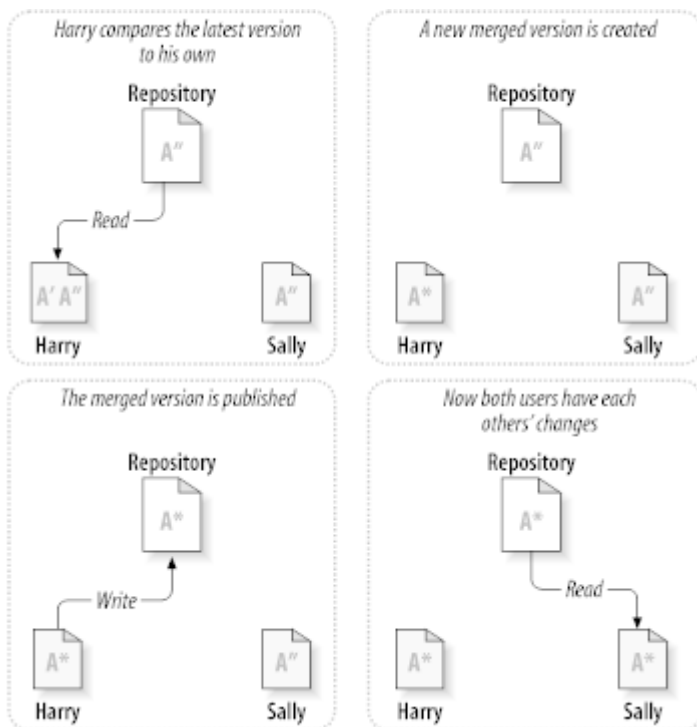 Harry compares the latest version
to his own
Repository
A″
Read
A′ A″
A″
Harry
Sally
A new merged version is created
Repository
A″
A*
A″
Harry
Sally
The merged version is published
Repository
A*
Write
A*
A″
Harry
Sally
Now both users have each
others’ changes
Repository
A*
Read
A*
A*
Harry
Sally